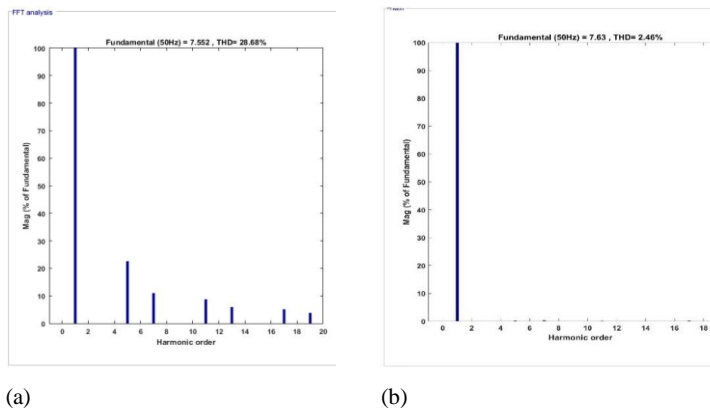 FFT analysis
Fundamental (50Hz) = 7.552 , THD= 28.68%
Mag (% of Fundamental)
100
90
80
70
60
50
40
30
20
10
0
0 2 4 6 8 10 12 14 16 18 20
Harmonic order
(a)
Fundamental (50Hz) = 7.63 , THD= 2.46%
Mag (% of Fundamental)
100
90
80
70
60
50
40
30
20
10
0
0 2 4 6 8 10 12 14 16 18
Harmonic order
(b)